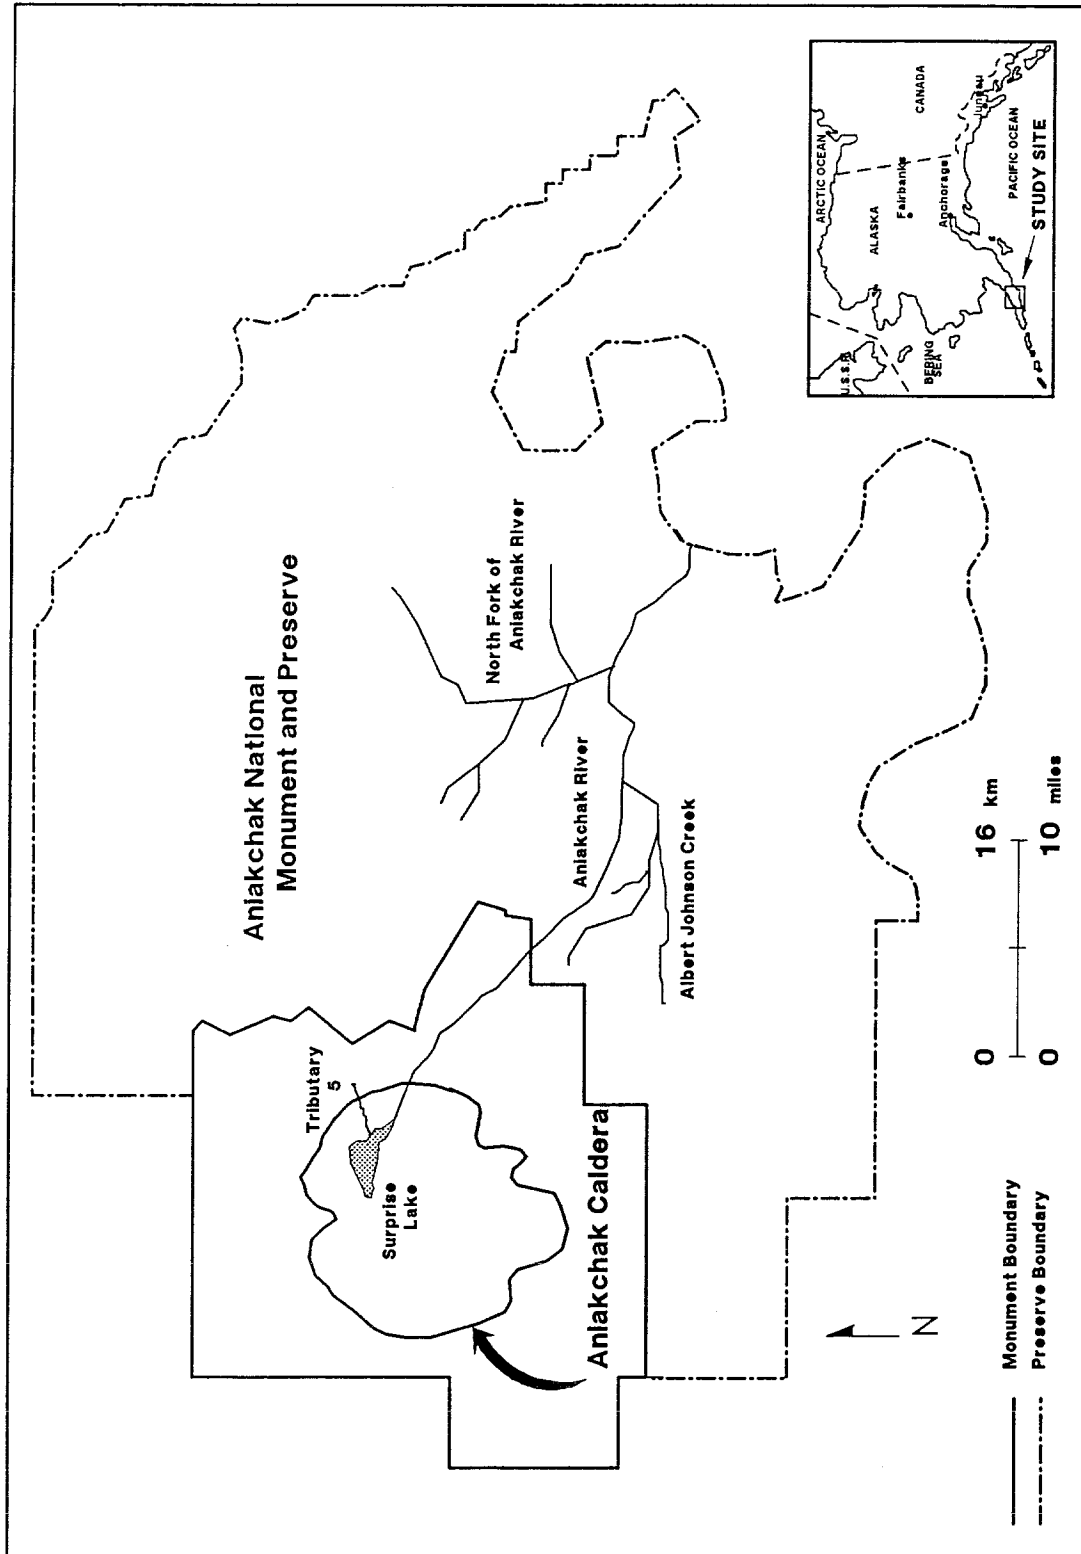 Aniakchak National
Monument and Preserve
Tributary
5
Surprise
Lake
Aniakchak Caldera
North Fork of
Aniakchak River
Aniakchak River
Albert Johnson Creek
ARCTIC OCEAN
U.S.S.R.
ALASKA
CANADA
Fairbanks
BERING
SEA
Anchorage
Juneau
PACIFIC OCEAN
STUDY SITE
N
0
16 km
0
10 miles
Monument Boundary
Preserve Boundary